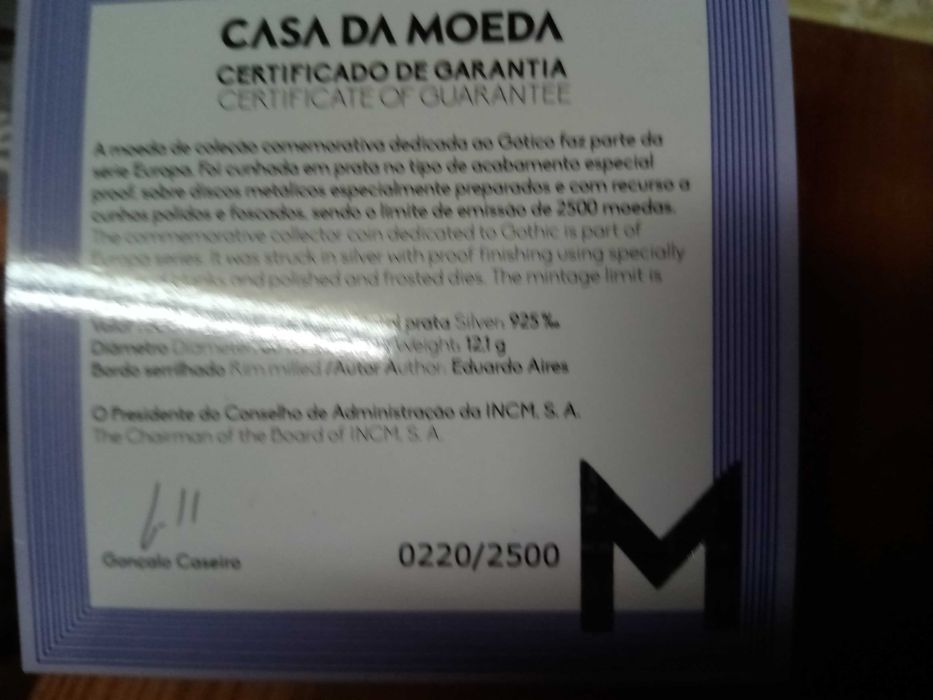 CASA DA MOEDA
CERTIFICADO DE GARANTIA
CERTIFICATE OF GUARANTEE
A moeda de coleção comemorativa dedicada ao Gótico faz parte da
série Europa. Foi cunhada em prata no tipo de acabamento especial
proof, sobre discos metálicos especialmente preparados e com recurso a
cunhos polidos e foscados, sendo o limite de emissão de 2500 moedas.
The commemorative collector coin dedicated to Gothic is part of
Europa series. It was struck in silver with proof finishing using specially
and polished and frosted dies. The mintage limit is
prata Silver: 925‰
Diâmetro Diameter: Weight: 12,1 g
Bordo serrilhado Rim milled / Autor Author: Eduardo Aires
O Presidente do Conselho de Administração da INCM, S. A.
The Chairman of the Board of INCM, S. A.
Gonçalo Caseiro
0220/2500
M